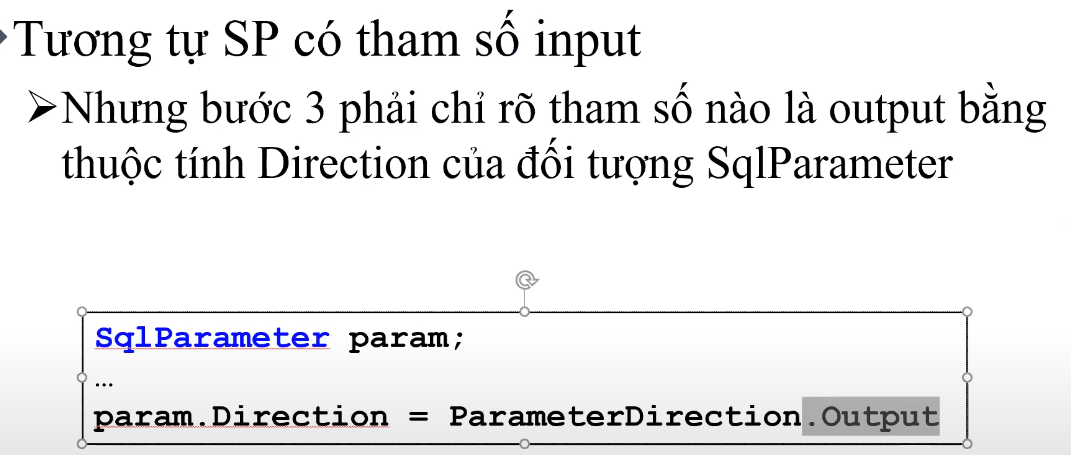 Tương tự SP có tham số input
Nhưng bước 3 phải chỉ rõ tham số nào là output bằng
thuộc tính Direction của đối tượng SqlParameter
SqlParameter param;
...
param.Direction = ParameterDirection.Output